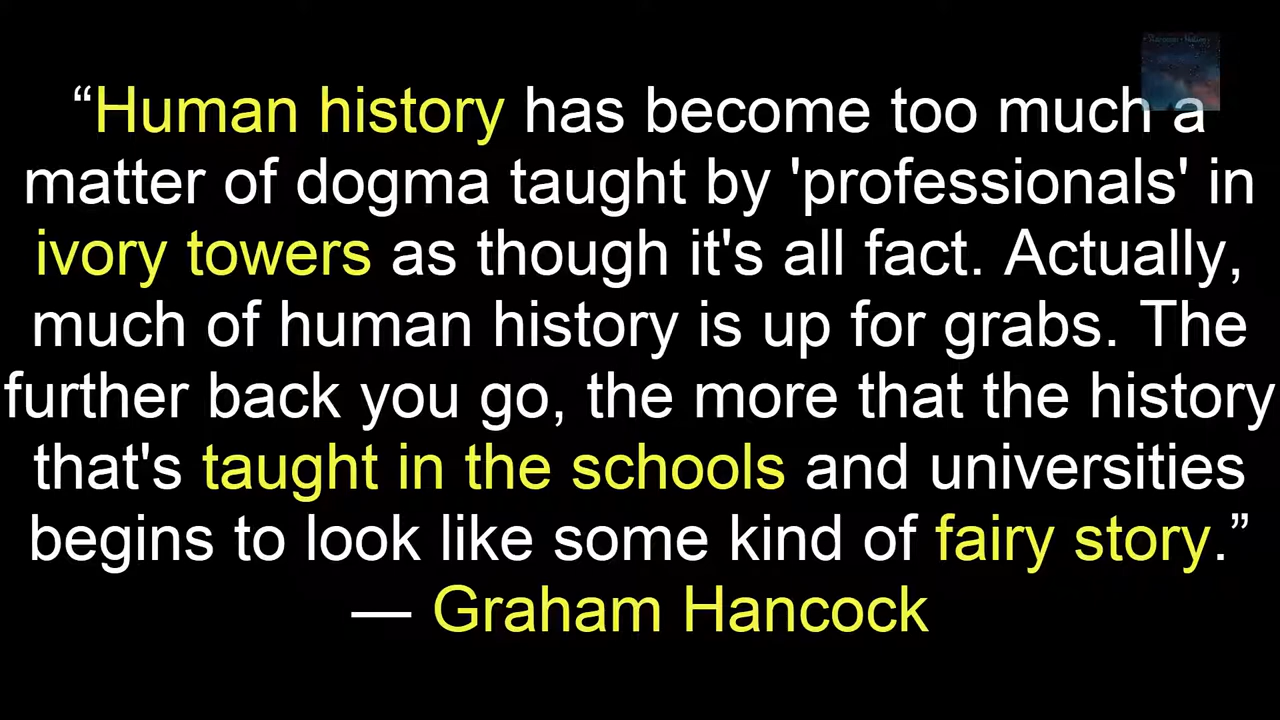 “Human history has become too much a
matter of dogma taught by 'professionals' in
ivory towers as though it's all fact. Actually,
much of human history is up for grabs. The
further back you go, the more that the history
that's taught in the schools and universities
begins to look like some kind of fairy story.”
— Graham Hancock